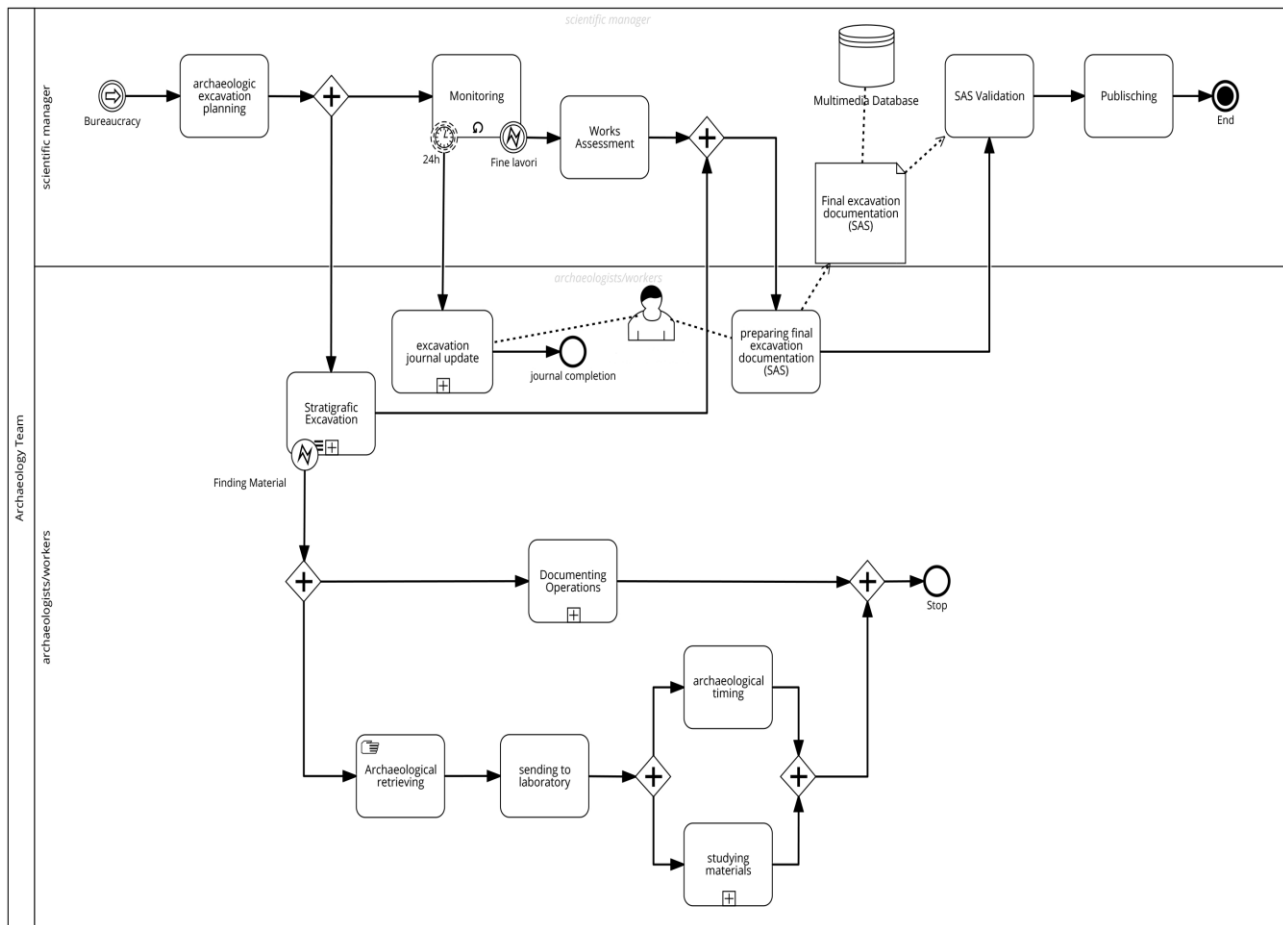 scientific manager
Archaeology Team
scientific manager
Bureaucracy
archaeologic
excavation
planning
Monitoring
24h
Fine lavori
Works
Assessment
Multimedia Database
Final excavation
documentation
(SAS)
SAS Validation
Publisching
End
archaeologists/workers
archaeologists/workers
excavation
journal update
journal completion
preparing final
excavation
documentation
(SAS)
Stratigrafic
Excavation
Finding Material
Documenting
Operations
Stop
archaeological
timing
Archaeological
retrieving
sending to
laboratory
studying
materials